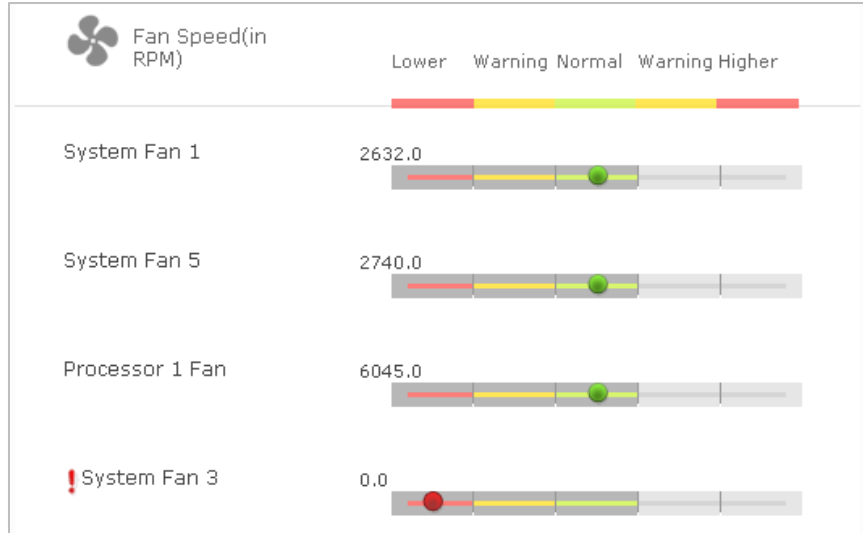 Fan Speed(in
RPM)
Lower Warning Normal Warning Higher
System Fan 1 2632.0
System Fan 5 2740.0
Processor 1 Fan 6045.0
System Fan 3 0.0